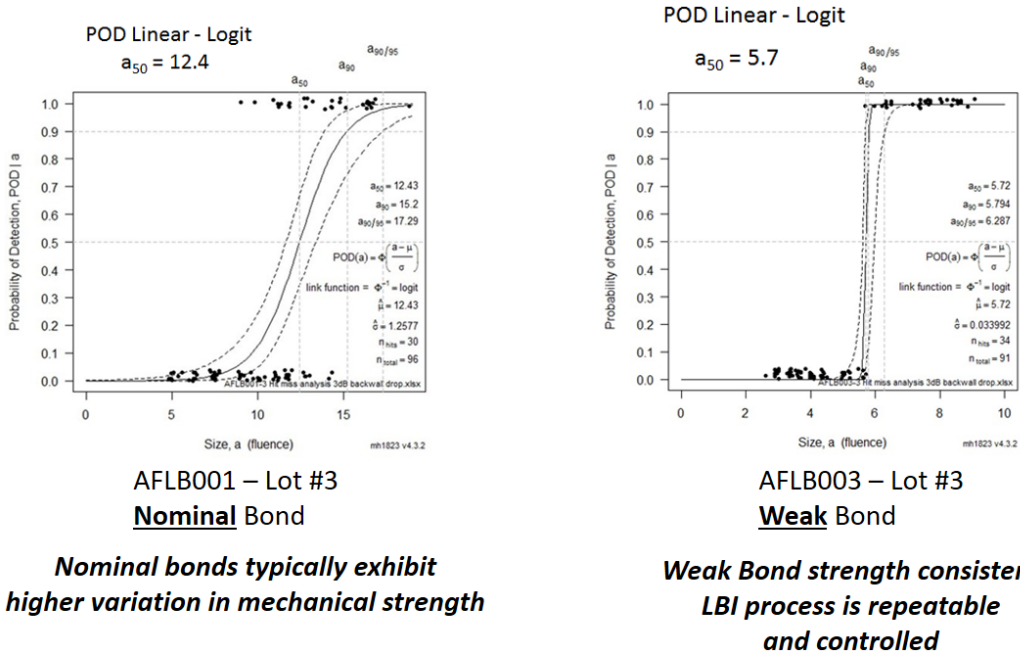 POD Linear - Logit
a50 = 12.4
a90/95
a90
a50
1.0
0.9
0.8
0.7
0.6
0.5
0.4
0.3
0.2
0.1
0.0
Probability of Detection, POD | a
a50 = 12.43
a90 = 15.2
a90/95 = 17.29
POD(a) = Φ(a − μ / σ)
link function = Φ−1 = logit
μ̂ = 12.43
σ̂ = 1.2577
nhits = 30
ntotal = 96
AFLB001-3 Hit miss analysis 3dB backwall drop.xlsx
0 5 10 15
Size, a (fluence)
mh1823 v4.3.2
AFLB001 – Lot #3
Nominal Bond
Nominal bonds typically exhibit
higher variation in mechanical strength
POD Linear - Logit
a50 = 5.7
a90/95
a90
a50
1.0
0.9
0.8
0.7
0.6
0.5
0.4
0.3
0.2
0.1
0.0
Probability of Detection, POD | a
a50 = 5.72
a90 = 5.794
a90/95 = 6.287
POD(a) = Φ(a − μ / σ)
link function = Φ−1 = logit
μ̂ = 5.72
σ̂ = 0.033992
nhits = 34
ntotal = 91
AFLB003-3 Hit miss analysis 3dB backwall drop.xlsx
0 2 4 6 8 10
Size, a (fluence)
mh1823 v4.3.2
AFLB003 – Lot #3
Weak Bond
Weak Bond strength consisten
LBI process is repeatable
and controlled